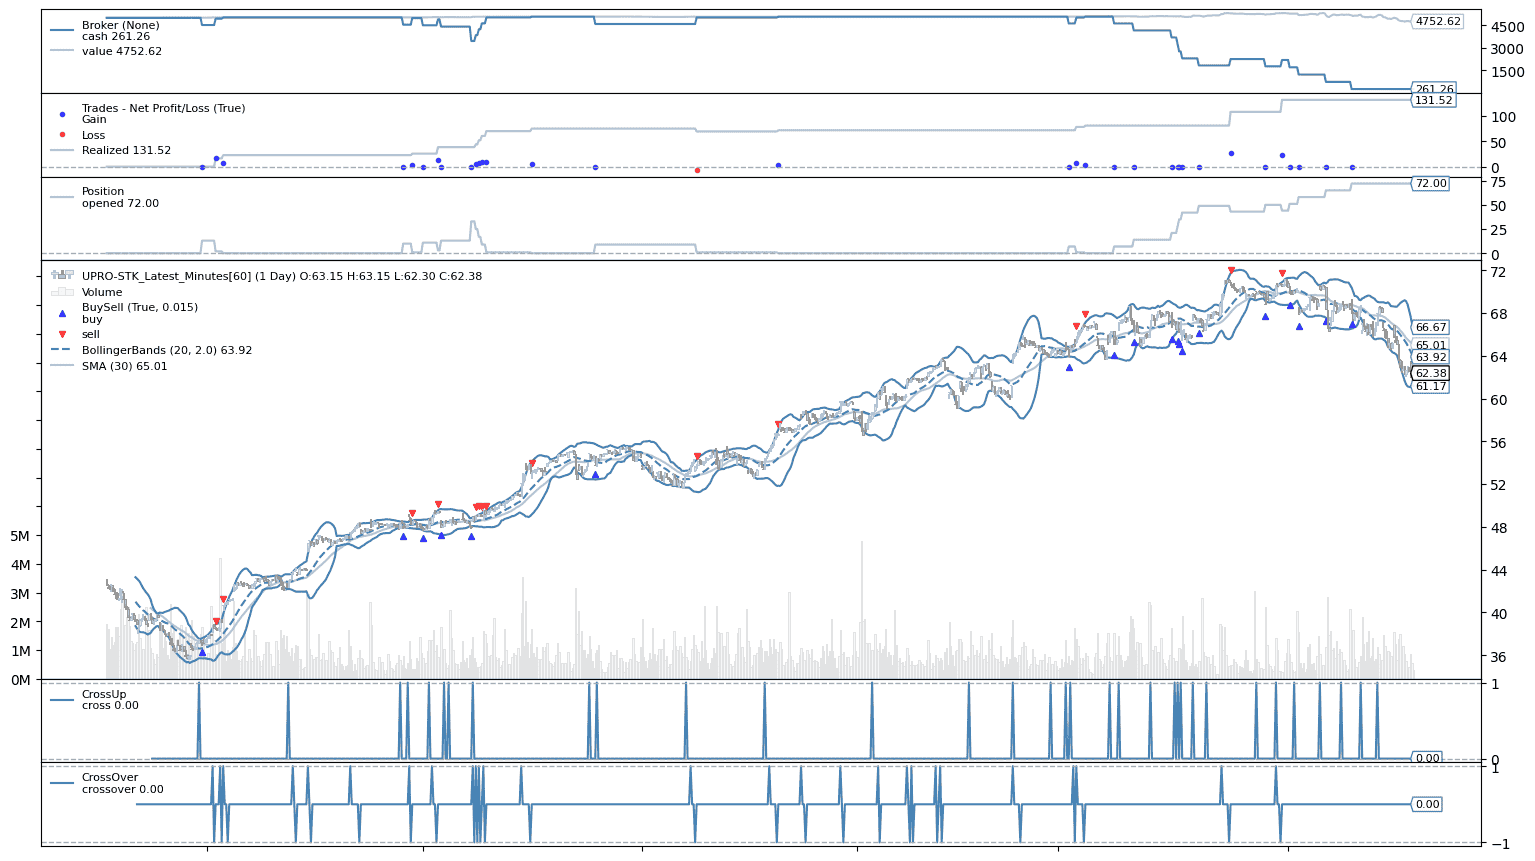 Broker (None)
cash 261.26
value 4752.62
4752.62
4500
3000
1500
261.26
Trades - Net Profit/Loss (True)
Gain
Loss
Realized 131.52
131.52
100
50
0
Position
opened 72.00
72.00
75
50
25
0
UPRO-STK_Latest_Minutes[60] (1 Day) O:63.15 H:63.15 L:62.30 C:62.38
Volume
BuySell (True, 0.015)
buy
sell
BollingerBands (20, 2.0) 63.92
SMA (30) 65.01
72
68
66.67
65.01
64
63.92
62.38
61.17
60
56
52
48
44
40
36
5M
4M
3M
2M
1M
0M
CrossUp
cross 0.00
1
0
0.00
CrossOver
crossover 0.00
1
0.00
−1